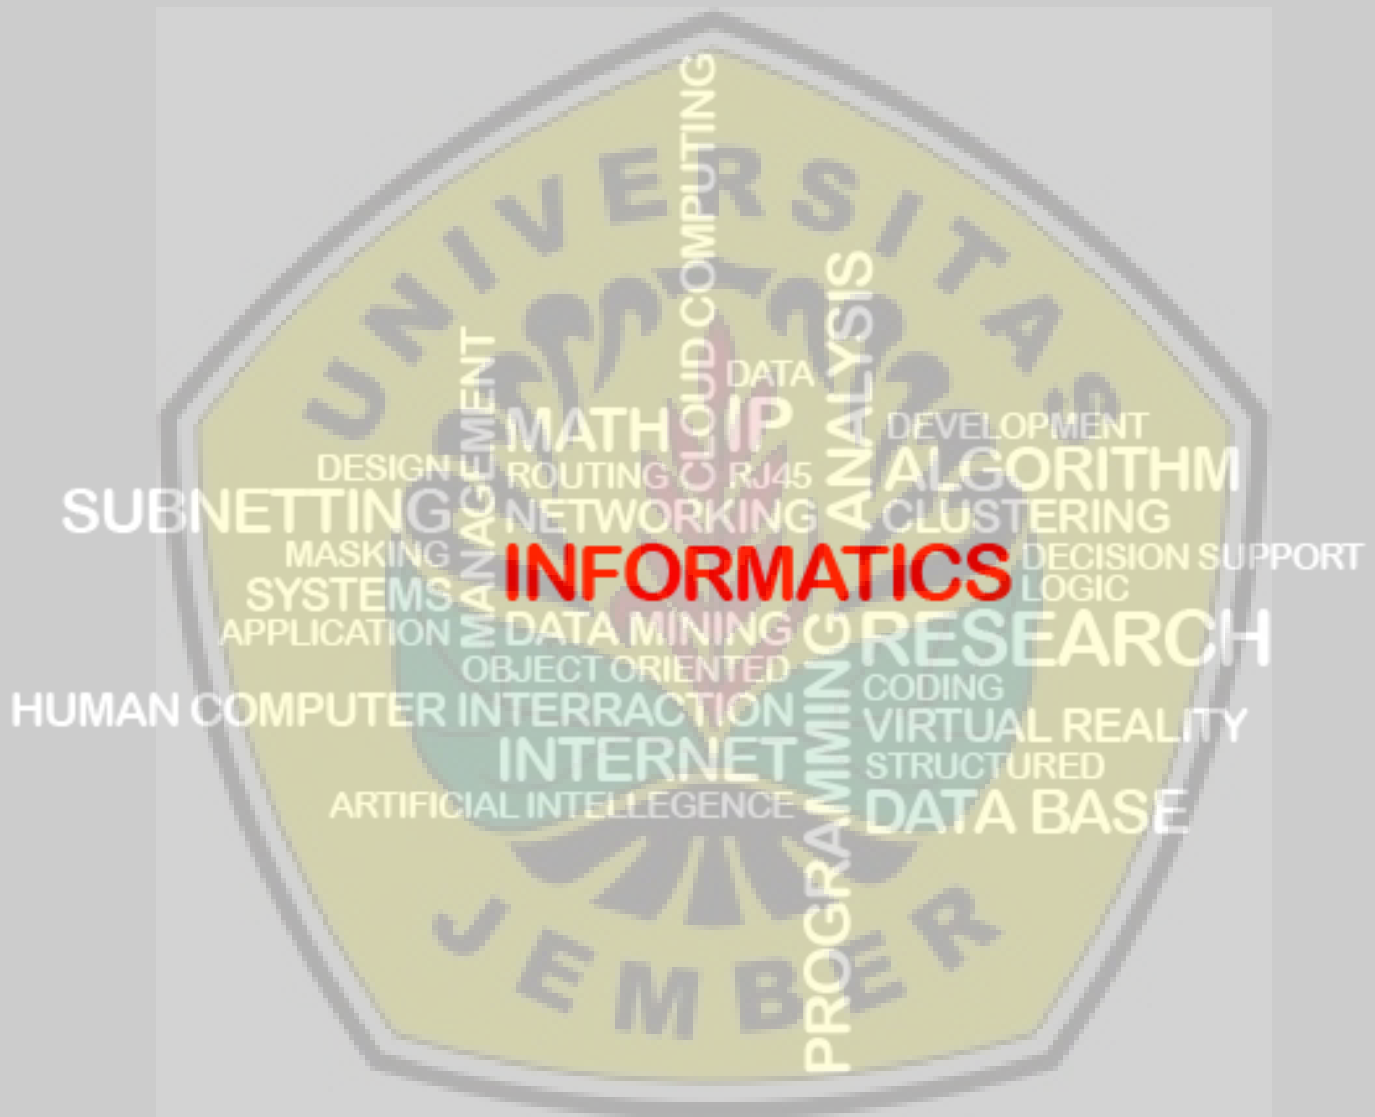 UNIVERSITAS
CLOUD COMPUTING
ANALYSIS
MANAGEMENT
DATA
MATH IP
DEVELOPMENT
DESIGN
ROUTING RJ45
ALGORITHM
SUBNETTING
NETWORKING
CLUSTERING
MASKING
INFORMATICS
DECISION SUPPORT
SYSTEMS
LOGIC
APPLICATION
DATA MINING
RESEARCH
OBJECT ORIENTED
CODING
HUMAN COMPUTER INTERRACTION
VIRTUAL REALITY
INTERNET
STRUCTURED
ARTIFICIAL INTELLEGENCE
DATA BASE
PROGRAMMING
JEMBER